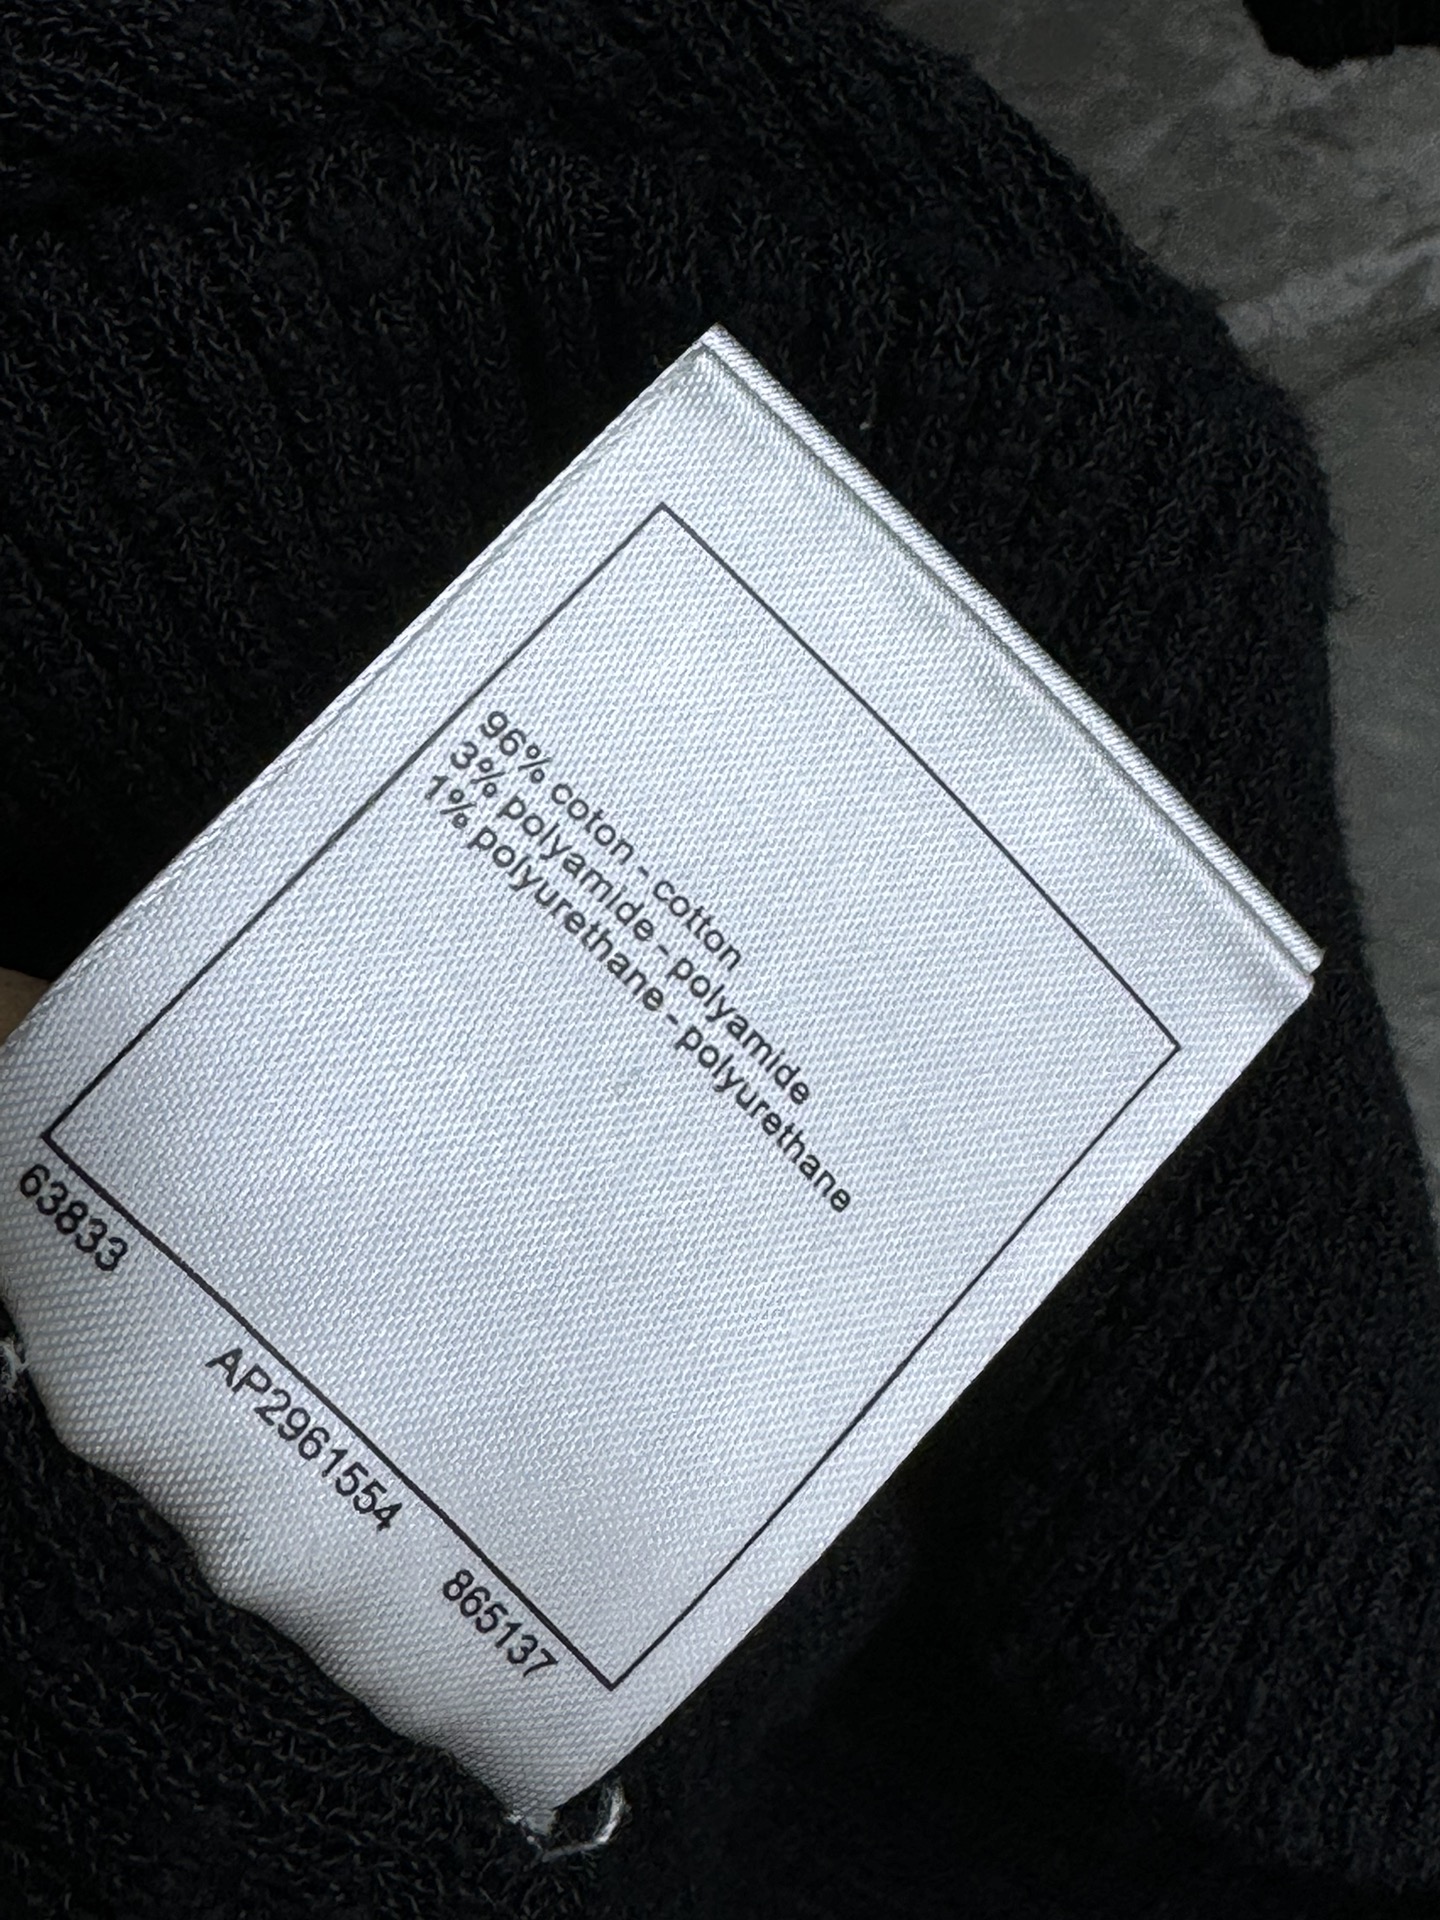 96% coton - cotton
3% polyamide - polyamide
1% polyurethane - polyurethane
63833 AP2961554 865137